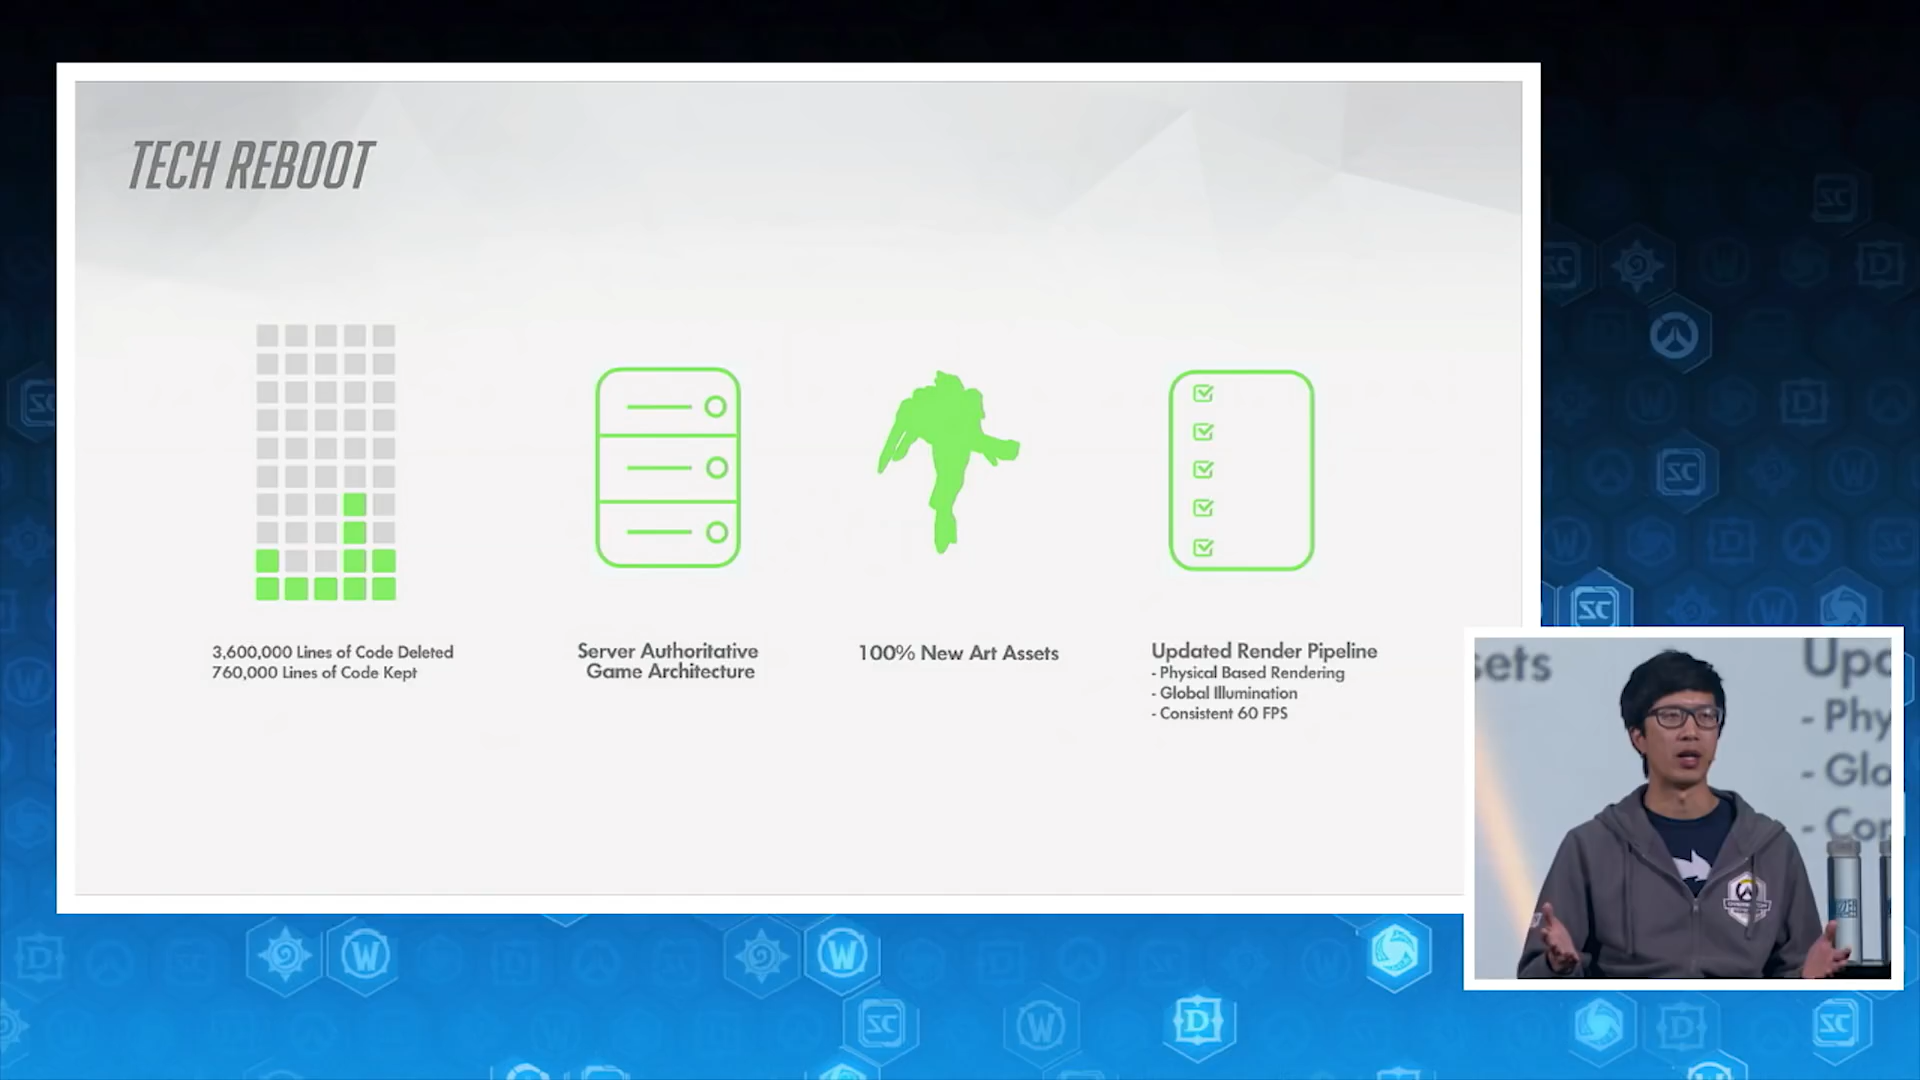 TECH REBOOT
3,600,000 Lines of Code Deleted
760,000 Lines of Code Kept
Server Authoritative
Game Architecture
100% New Art Assets
Updated Render Pipeline
- Physical Based Rendering
- Global Illumination
- Consistent 60 FPS
sets
Upd
- Phy
- Glo
- Con